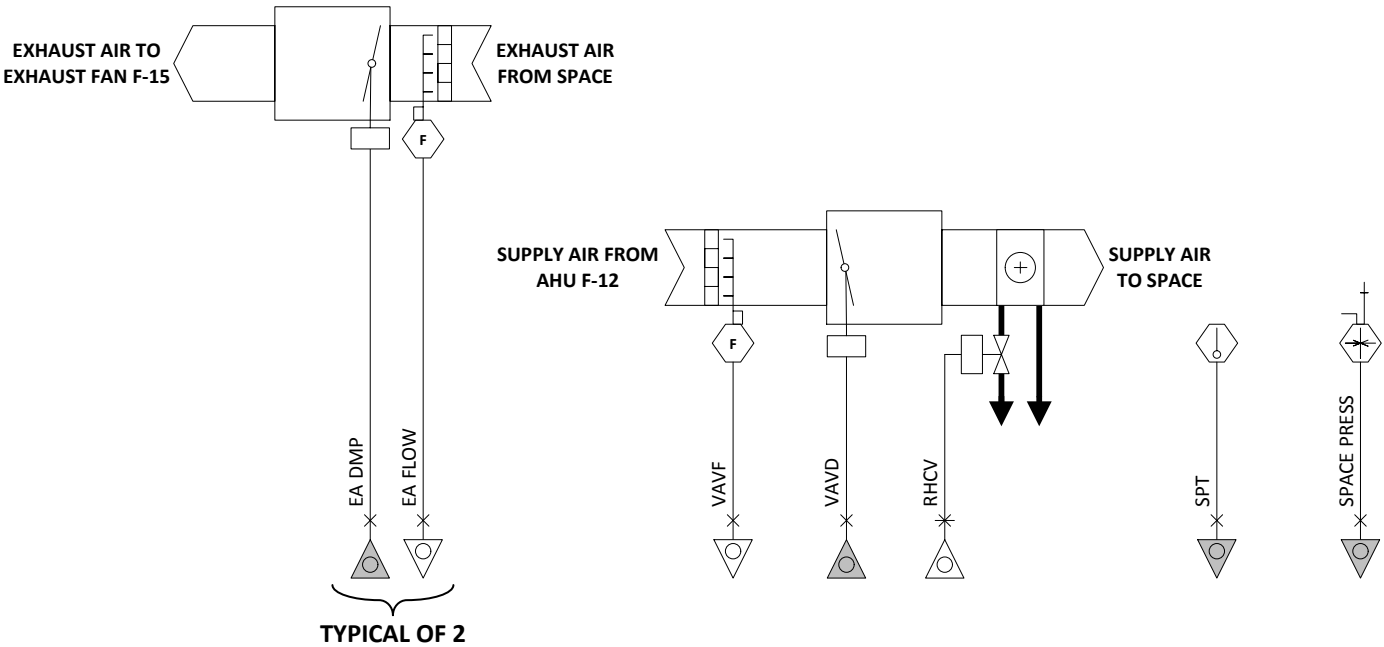 EXHAUST AIR TO
EXHAUST FAN F-15
EXHAUST AIR
FROM SPACE
F
SUPPLY AIR FROM
AHU F-12
SUPPLY AIR
TO SPACE
F
EA DMP
EA FLOW
VAVF
VAVD
RHCV
SPT
SPACE PRESS
TYPICAL OF 2